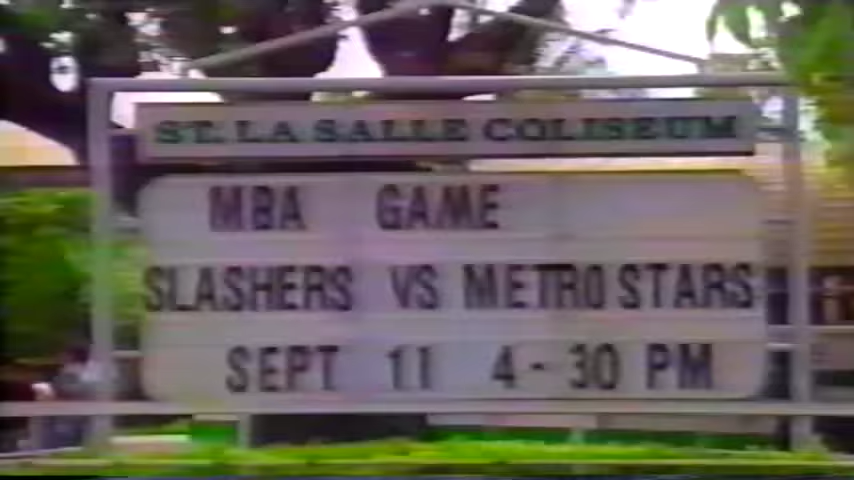 ST. LA SALLE COLISEUM
MBA GAME
SLASHERS VS METRO STARS
SEPT 11 4-30 PM